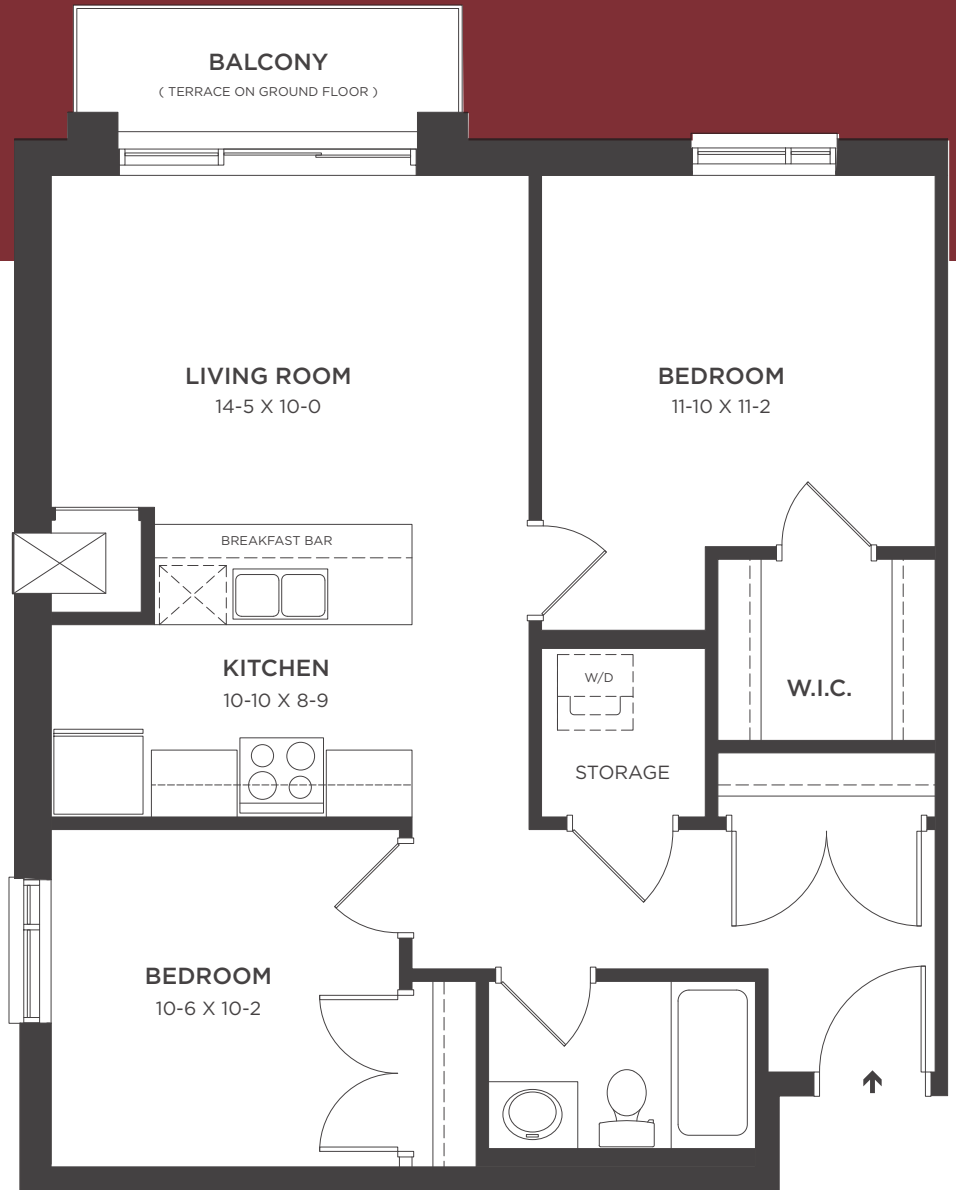 BALCONY
( TERRACE ON GROUND FLOOR )
LIVING ROOM
14-5 X 10-0
BEDROOM
11-10 X 11-2
BREAKFAST BAR
KITCHEN
10-10 X 8-9
W/D
STORAGE
W.I.C.
BEDROOM
10-6 X 10-2